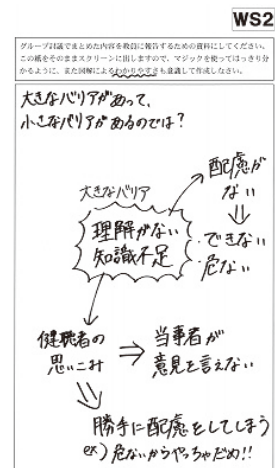 WS2
グループ討議でまとめた内容を教員に報告するための資料にしてください。
この紙をそのままスクリーンに出しますので、マジックを使ってはっきり分
かるように、また図解によるわかりやすさも意識して作成しなさい。
大きなバリアがあって、
小さなバリアがあるのでは?
配慮が
ない
⇓
・できない
・危ない
大きなバリア
理解がない
知識不足
健聴者の
思いこみ
⇒
当事者が
意見を言えない
勝手に配慮をしてしまう
ex) 危ないからやっちゃだめ!!